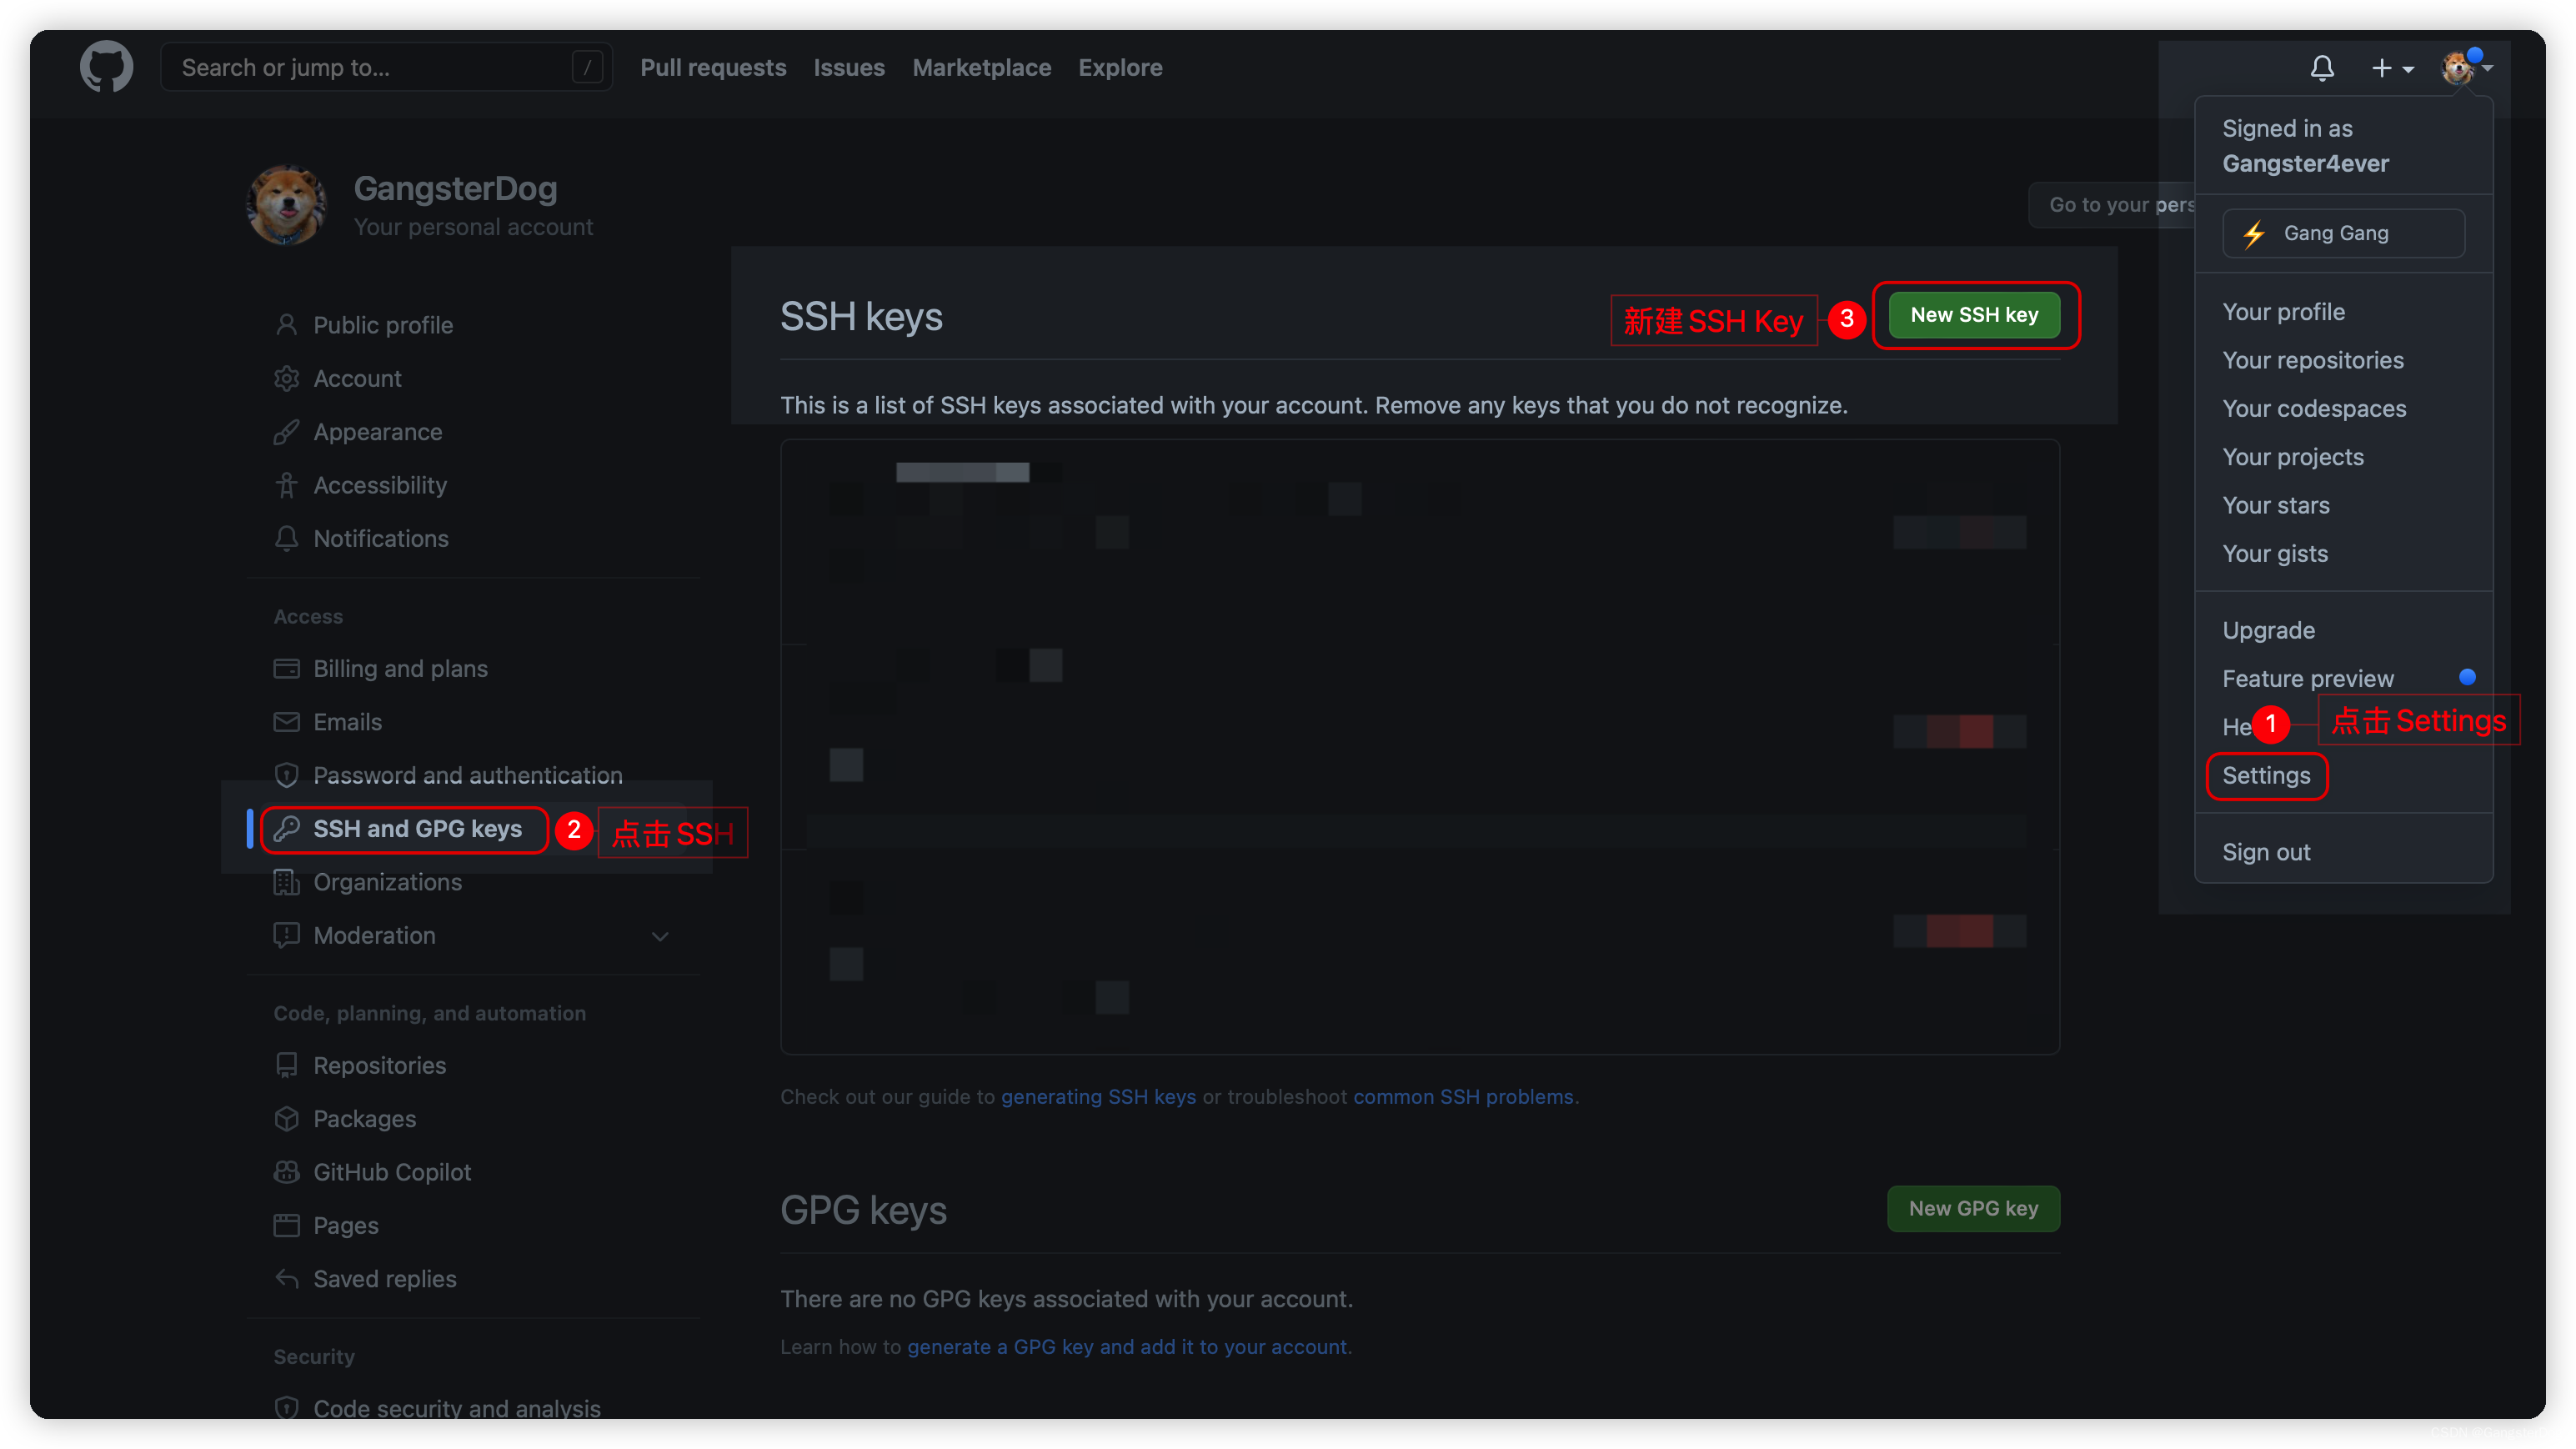 Search or jump to...
/
Pull requests
Issues
Marketplace
Explore
Signed in as
Gangster4ever
Gang Gang
Your profile
Your repositories
Your codespaces
Your projects
Your stars
Your gists
Upgrade
Feature preview
He
1
点击 Settings
Settings
Sign out
GangsterDog
Your personal account
Go to your pers
Public profile
Account
Appearance
Accessibility
Notifications
Access
Billing and plans
Emails
Password and authentication
SSH and GPG keys
2
点击 SSH
Organizations
Moderation
Code, planning, and automation
Repositories
Packages
GitHub Copilot
Pages
Saved replies
Security
Code security and analysis
SSH keys
新建 SSH Key
3
New SSH key
This is a list of SSH keys associated with your account. Remove any keys that you do not recognize.
Check out our guide to generating SSH keys or troubleshoot common SSH problems.
GPG keys
New GPG key
There are no GPG keys associated with your account.
Learn how to generate a GPG key and add it to your account.